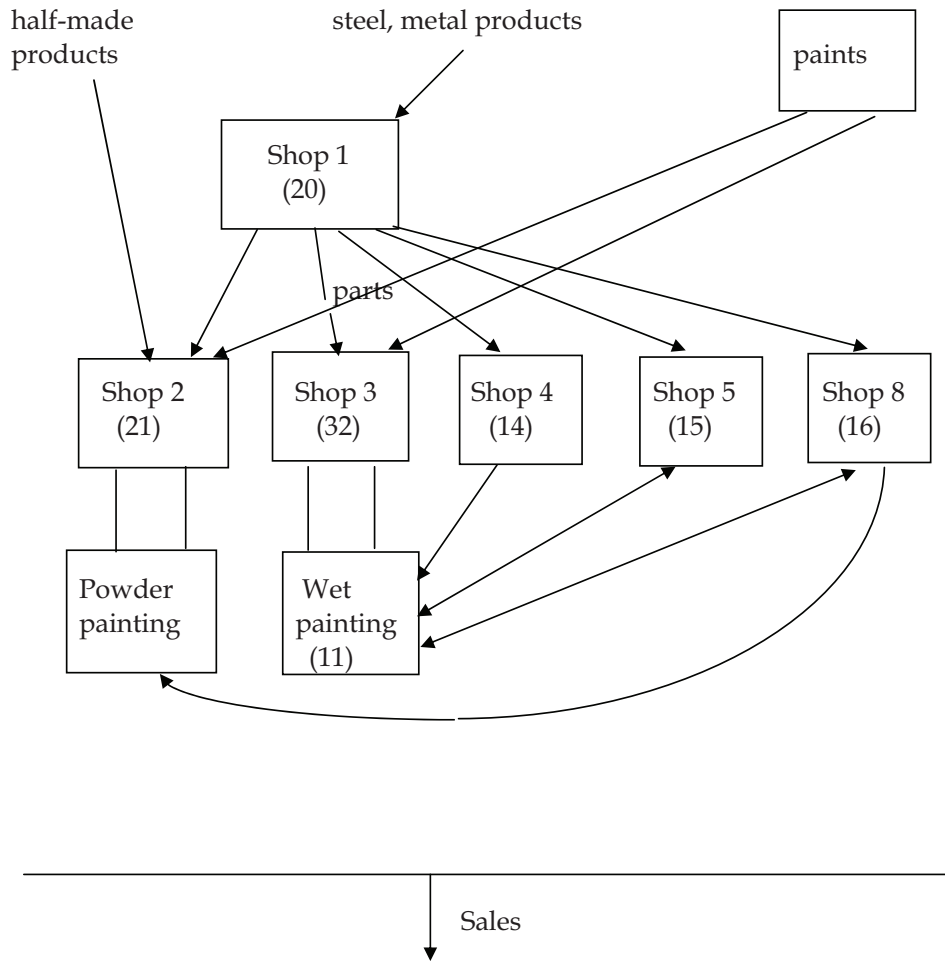 half-made
products
steel, metal products
paints
Shop 1
(20)
parts
Shop 2
(21)
Shop 3
(32)
Shop 4
(14)
Shop 5
(15)
Shop 8
(16)
Powder
painting
Wet
painting
(11)
Sales